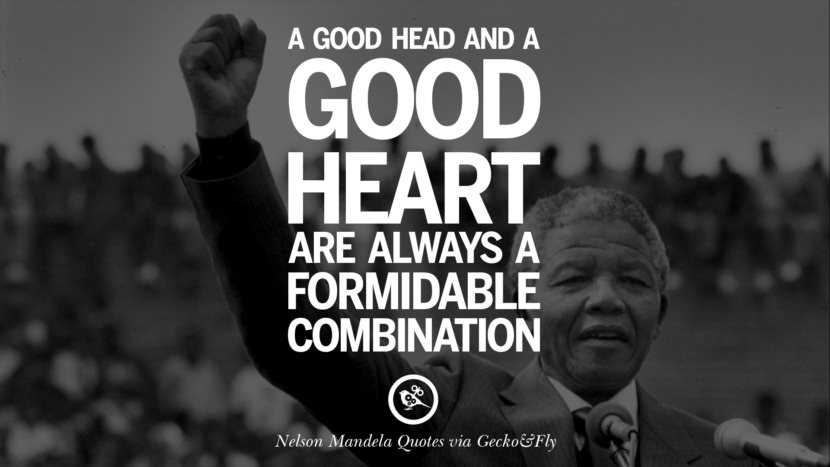 A GOOD HEAD AND A
GOOD
HEART
ARE ALWAYS A
FORMIDABLE
COMBINATION
Nelson Mandela Quotes via Gecko&Fly